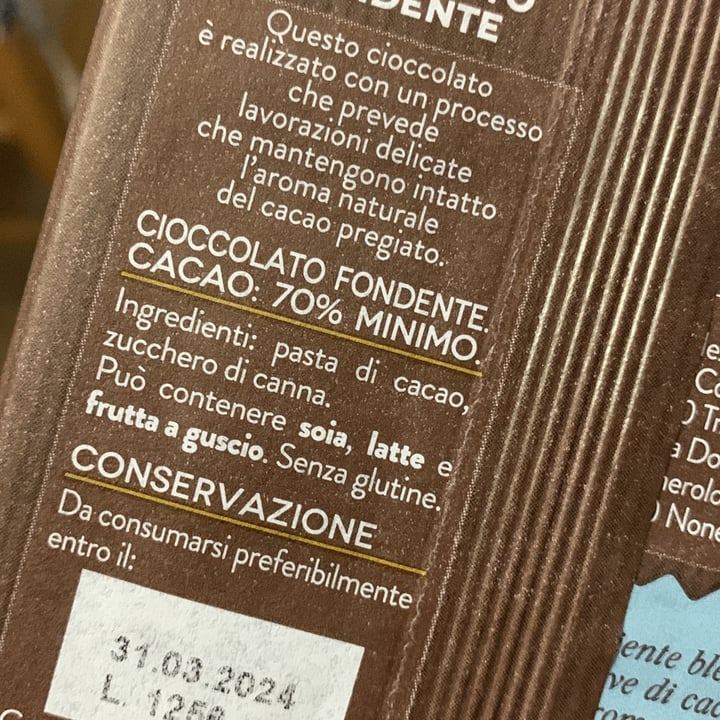 FONDENTE
Questo cioccolato
è realizzato con un processo
che prevede
lavorazioni delicate
che mantengono intatto
l'aroma naturale
del cacao pregiato.
CIOCCOLATO FONDENTE.
CACAO: 70% MINIMO.
Ingredienti: pasta di cacao,
zucchero di canna.
Può contenere soia, latte e
frutta a guscio. Senza glutine.
CONSERVAZIONE
Da consumarsi preferibilmente
entro il:
31.03.2024
L. 1250